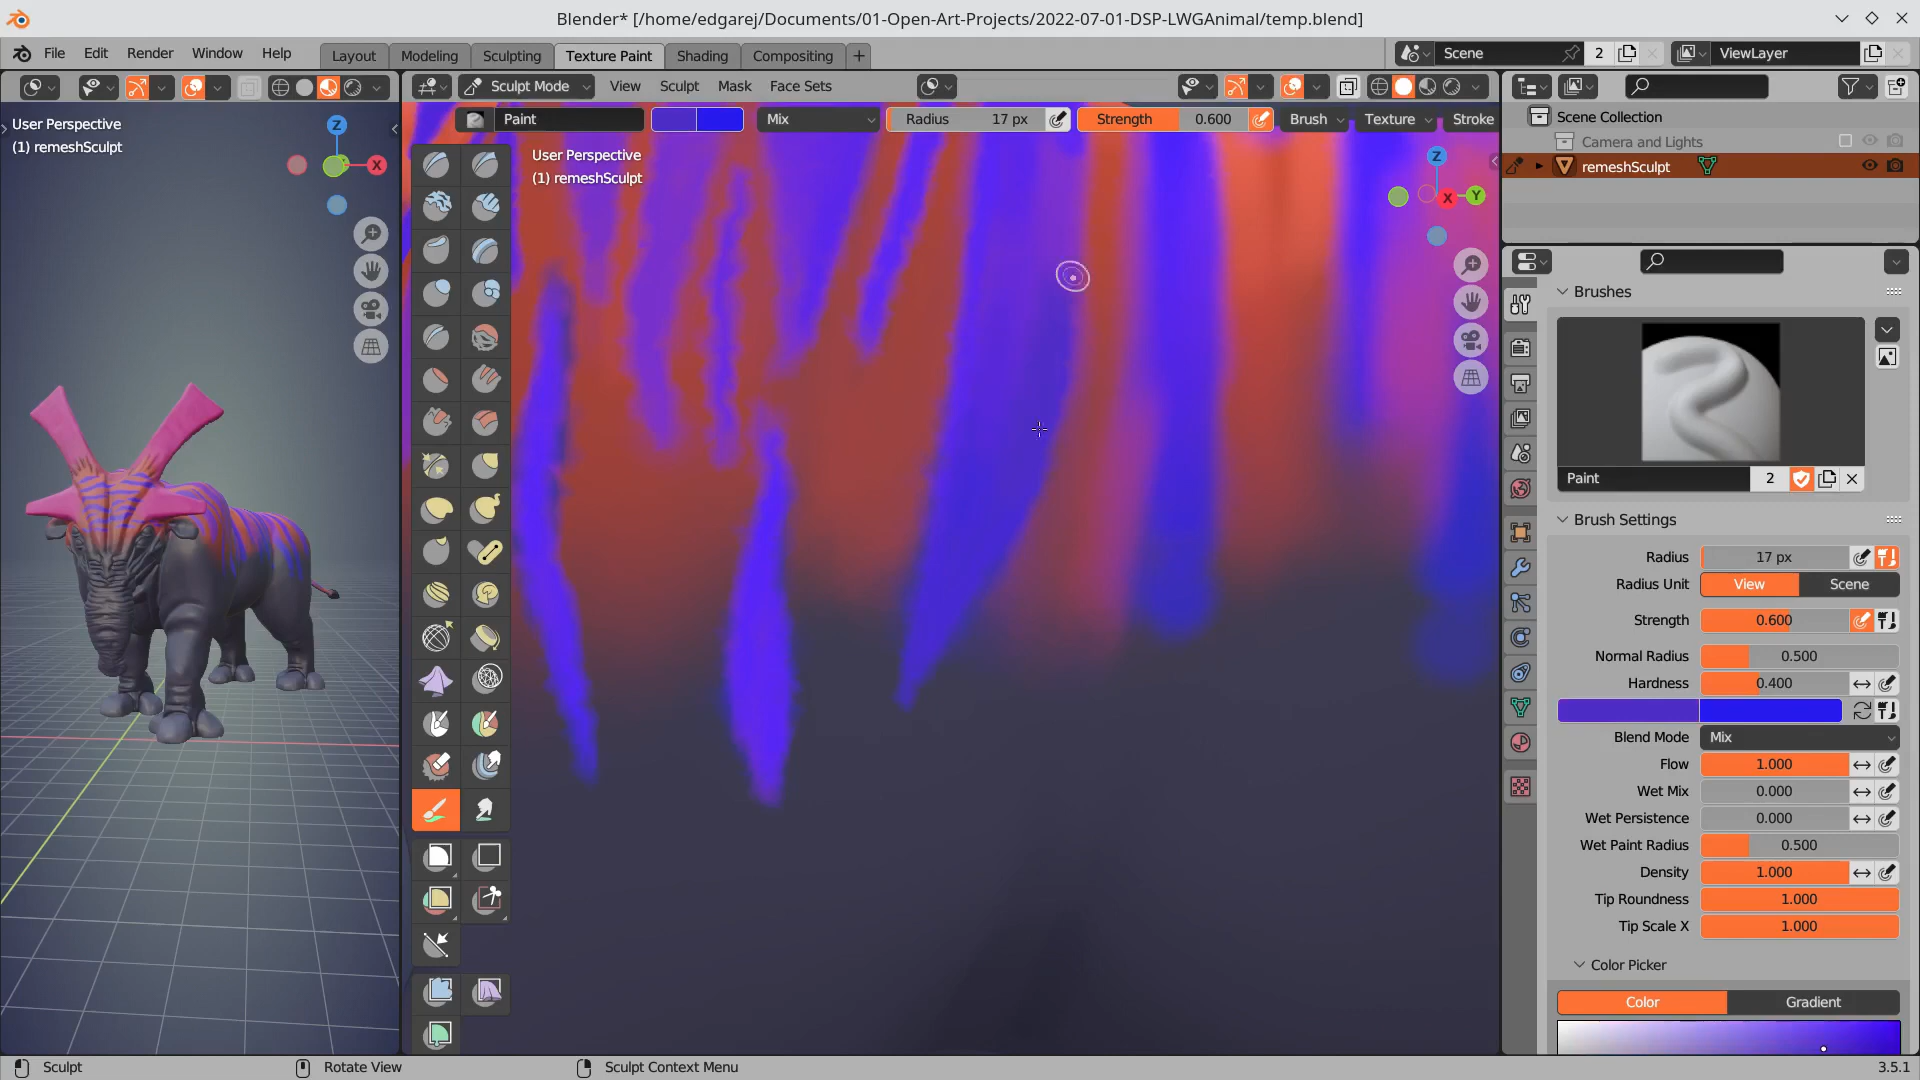 Blender* [/home/edgarej/Documents/01-Open-Art-Projects/2022-07-01-DSP-LWGAnimal/temp.blend]
File Edit Render Window Help Layout Modeling Sculpting Texture Paint Shading Compositing + Scene 2 ViewLayer
Sculpt Mode View Sculpt Mask Face Sets
Paint Mix Radius 17 px Strength 0.600 Brush Texture Stroke
User Perspective
(1) remeshSculpt
Z
X
User Perspective
(1) remeshSculpt
Z
X Y
Scene Collection
Camera and Lights
remeshSculpt
Brushes
Paint 2
Brush Settings
Radius 17 px
Radius Unit View Scene
Strength 0.600
Normal Radius 0.500
Hardness 0.400
Blend Mode Mix
Flow 1.000
Wet Mix 0.000
Wet Persistence 0.000
Wet Paint Radius 0.500
Density 1.000
Tip Roundness 1.000
Tip Scale X 1.000
Color Picker
Color Gradient
Sculpt Rotate View Sculpt Context Menu 3.5.1